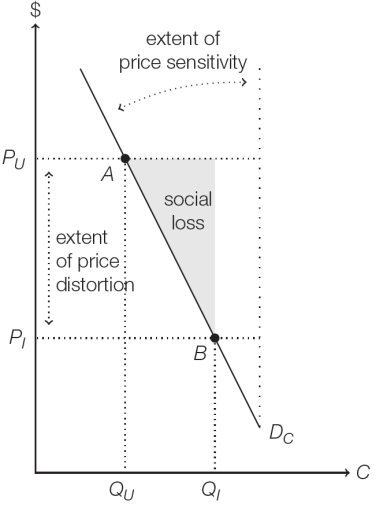 $
extent of
price sensitivity
P_U
A
social
loss
extent
of price
distortion
P_I
B
D_C
C
Q_U
Q_I